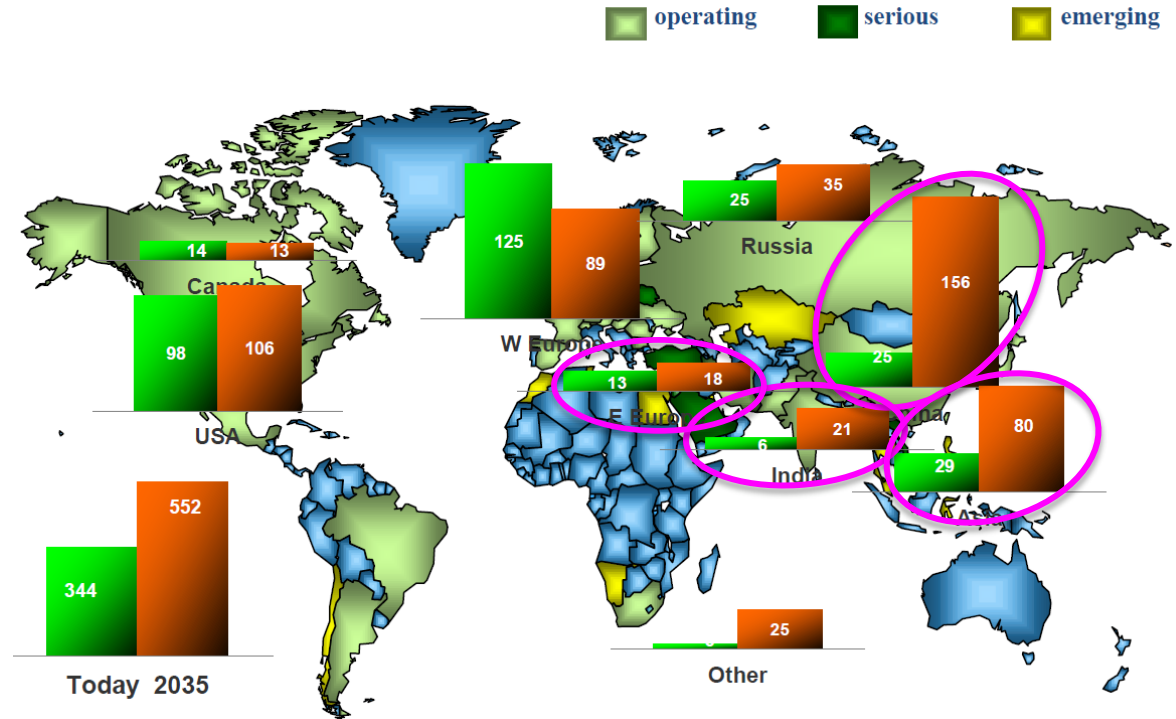 operating serious emerging
25 35
Russia
125 89
W Europe
14 13
Canada
98 106
USA
156
25
13 18
E Euro
6 21
India
29 80
344 552
Today 2035
25
Other